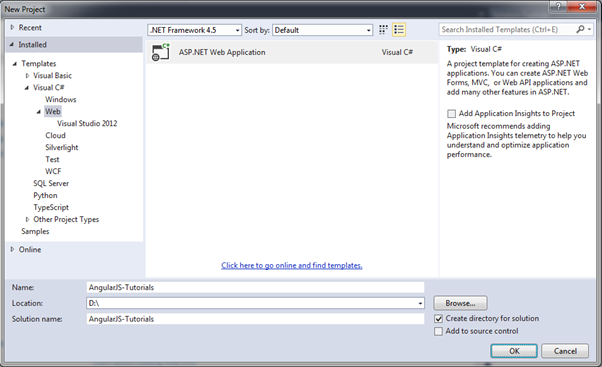 New Project
Recent
.NET Framework 4.5 Sort by: Default Search Installed Templates (Ctrl+E)
Installed
Templates
Visual Basic
Visual C#
Windows
Web
Visual Studio 2012
Cloud
Silverlight
Test
WCF
SQL Server
Python
TypeScript
Other Project Types
Samples
Online
ASP.NET Web Application Visual C#
Click here to go online and find templates.
Type: Visual C#
A project template for creating ASP.NET
applications. You can create ASP.NET Web
Forms, MVC, or Web API applications and
add many other features in ASP.NET.
Add Application Insights to Project
Microsoft recommends adding
Application Insights telemetry to help you
understand and optimize application
performance.
Name: AngularJS-Tutorials
Location: D:\ Browse...
Solution name: AngularJS-Tutorials
Create directory for solution
Add to source control
OK Cancel